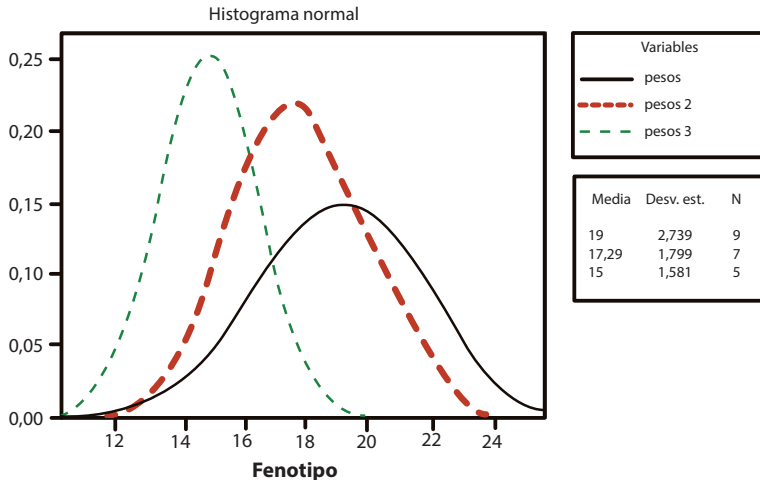 Histograma normal
0,25
0,20
0,15
0,10
0,05
0,00
12 14 16 18 20 22 24
Fenotipo
Variables
pesos
pesos 2
pesos 3
Media Desv. est. N
19 2,739 9
17,29 1,799 7
15 1,581 5